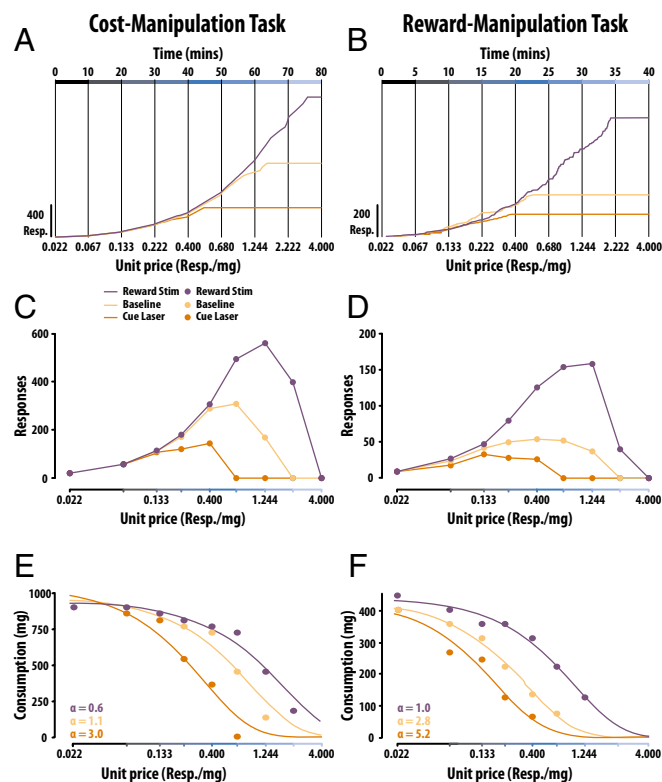 Cost-Manipulation Task
Reward-Manipulation Task
A
Time (mins)
0 10 20 30 40 50 60 70 80
400
Resp.
0.022 0.067 0.133 0.222 0.400 0.680 1.244 2.222 4.000
Unit price (Resp./mg)
B
Time (mins)
0 5 10 15 20 25 30 35 40
200
Resp.
0.022 0.067 0.133 0.222 0.400 0.680 1.244 2.222 4.000
Unit price (Resp./mg)
C
Reward Stim Reward Stim
Baseline Baseline
Cue Laser Cue Laser
Responses
600
400
200
0
0.022 0.133 0.400 1.244 4.000
Unit price (Resp./mg)
D
Responses
200
150
100
50
0
0.022 0.133 0.400 1.244 4.000
Unit price (Resp./mg)
E
Consumption (mg)
1000
750
500
250
0
α = 0.6
α = 1.1
α = 3.0
0.022 0.133 0.400 1.244 4.000
Unit price (Resp./mg)
F
Consumption (mg)
400
300
200
100
0
α = 1.0
α = 2.8
α = 5.2
0.022 0.133 0.400 1.244 4.000
Unit price (Resp./mg)